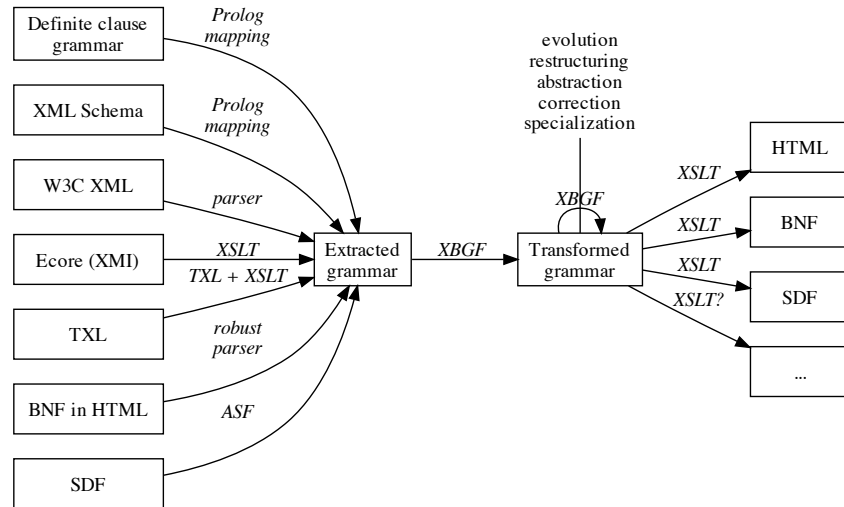 Definite clause
grammar
Prolog
mapping
XML Schema
Prolog
mapping
W3C XML
parser
Ecore (XMI)
XSLT
TXL + XSLT
TXL
robust
parser
BNF in HTML
ASF
SDF
Extracted
grammar
XBGF
evolution
restructuring
abstraction
correction
specialization
XBGF
Transformed
grammar
XSLT
HTML
XSLT
BNF
XSLT
SDF
XSLT?
...